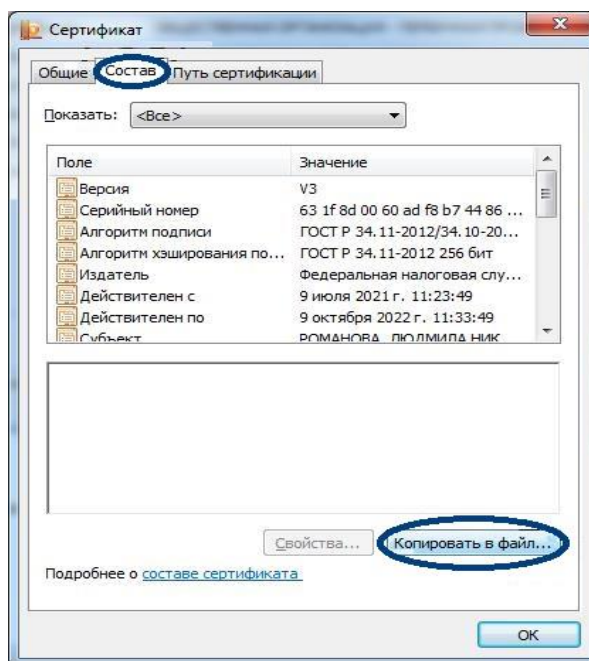 Сертификат
Общие Состав Путь сертификации
Показать: <Все>
Поле Значение
Версия V3
Серийный номер 63 1f 8d 00 60 ad f8 b7 44 86 ...
Алгоритм подписи ГОСТ Р 34.11-2012/34.10-20...
Алгоритм хэширования по... ГОСТ Р 34.11-2012 256 бит
Издатель Федеральная налоговая слу...
Действителен с 9 июля 2021 г. 11:23:49
Действителен по 9 октября 2022 г. 11:33:49
Субъект РОМАНОВА ЛЮДМИЛА НИК
Свойства... Копировать в файл...
Подробнее о составе сертификата
ОК